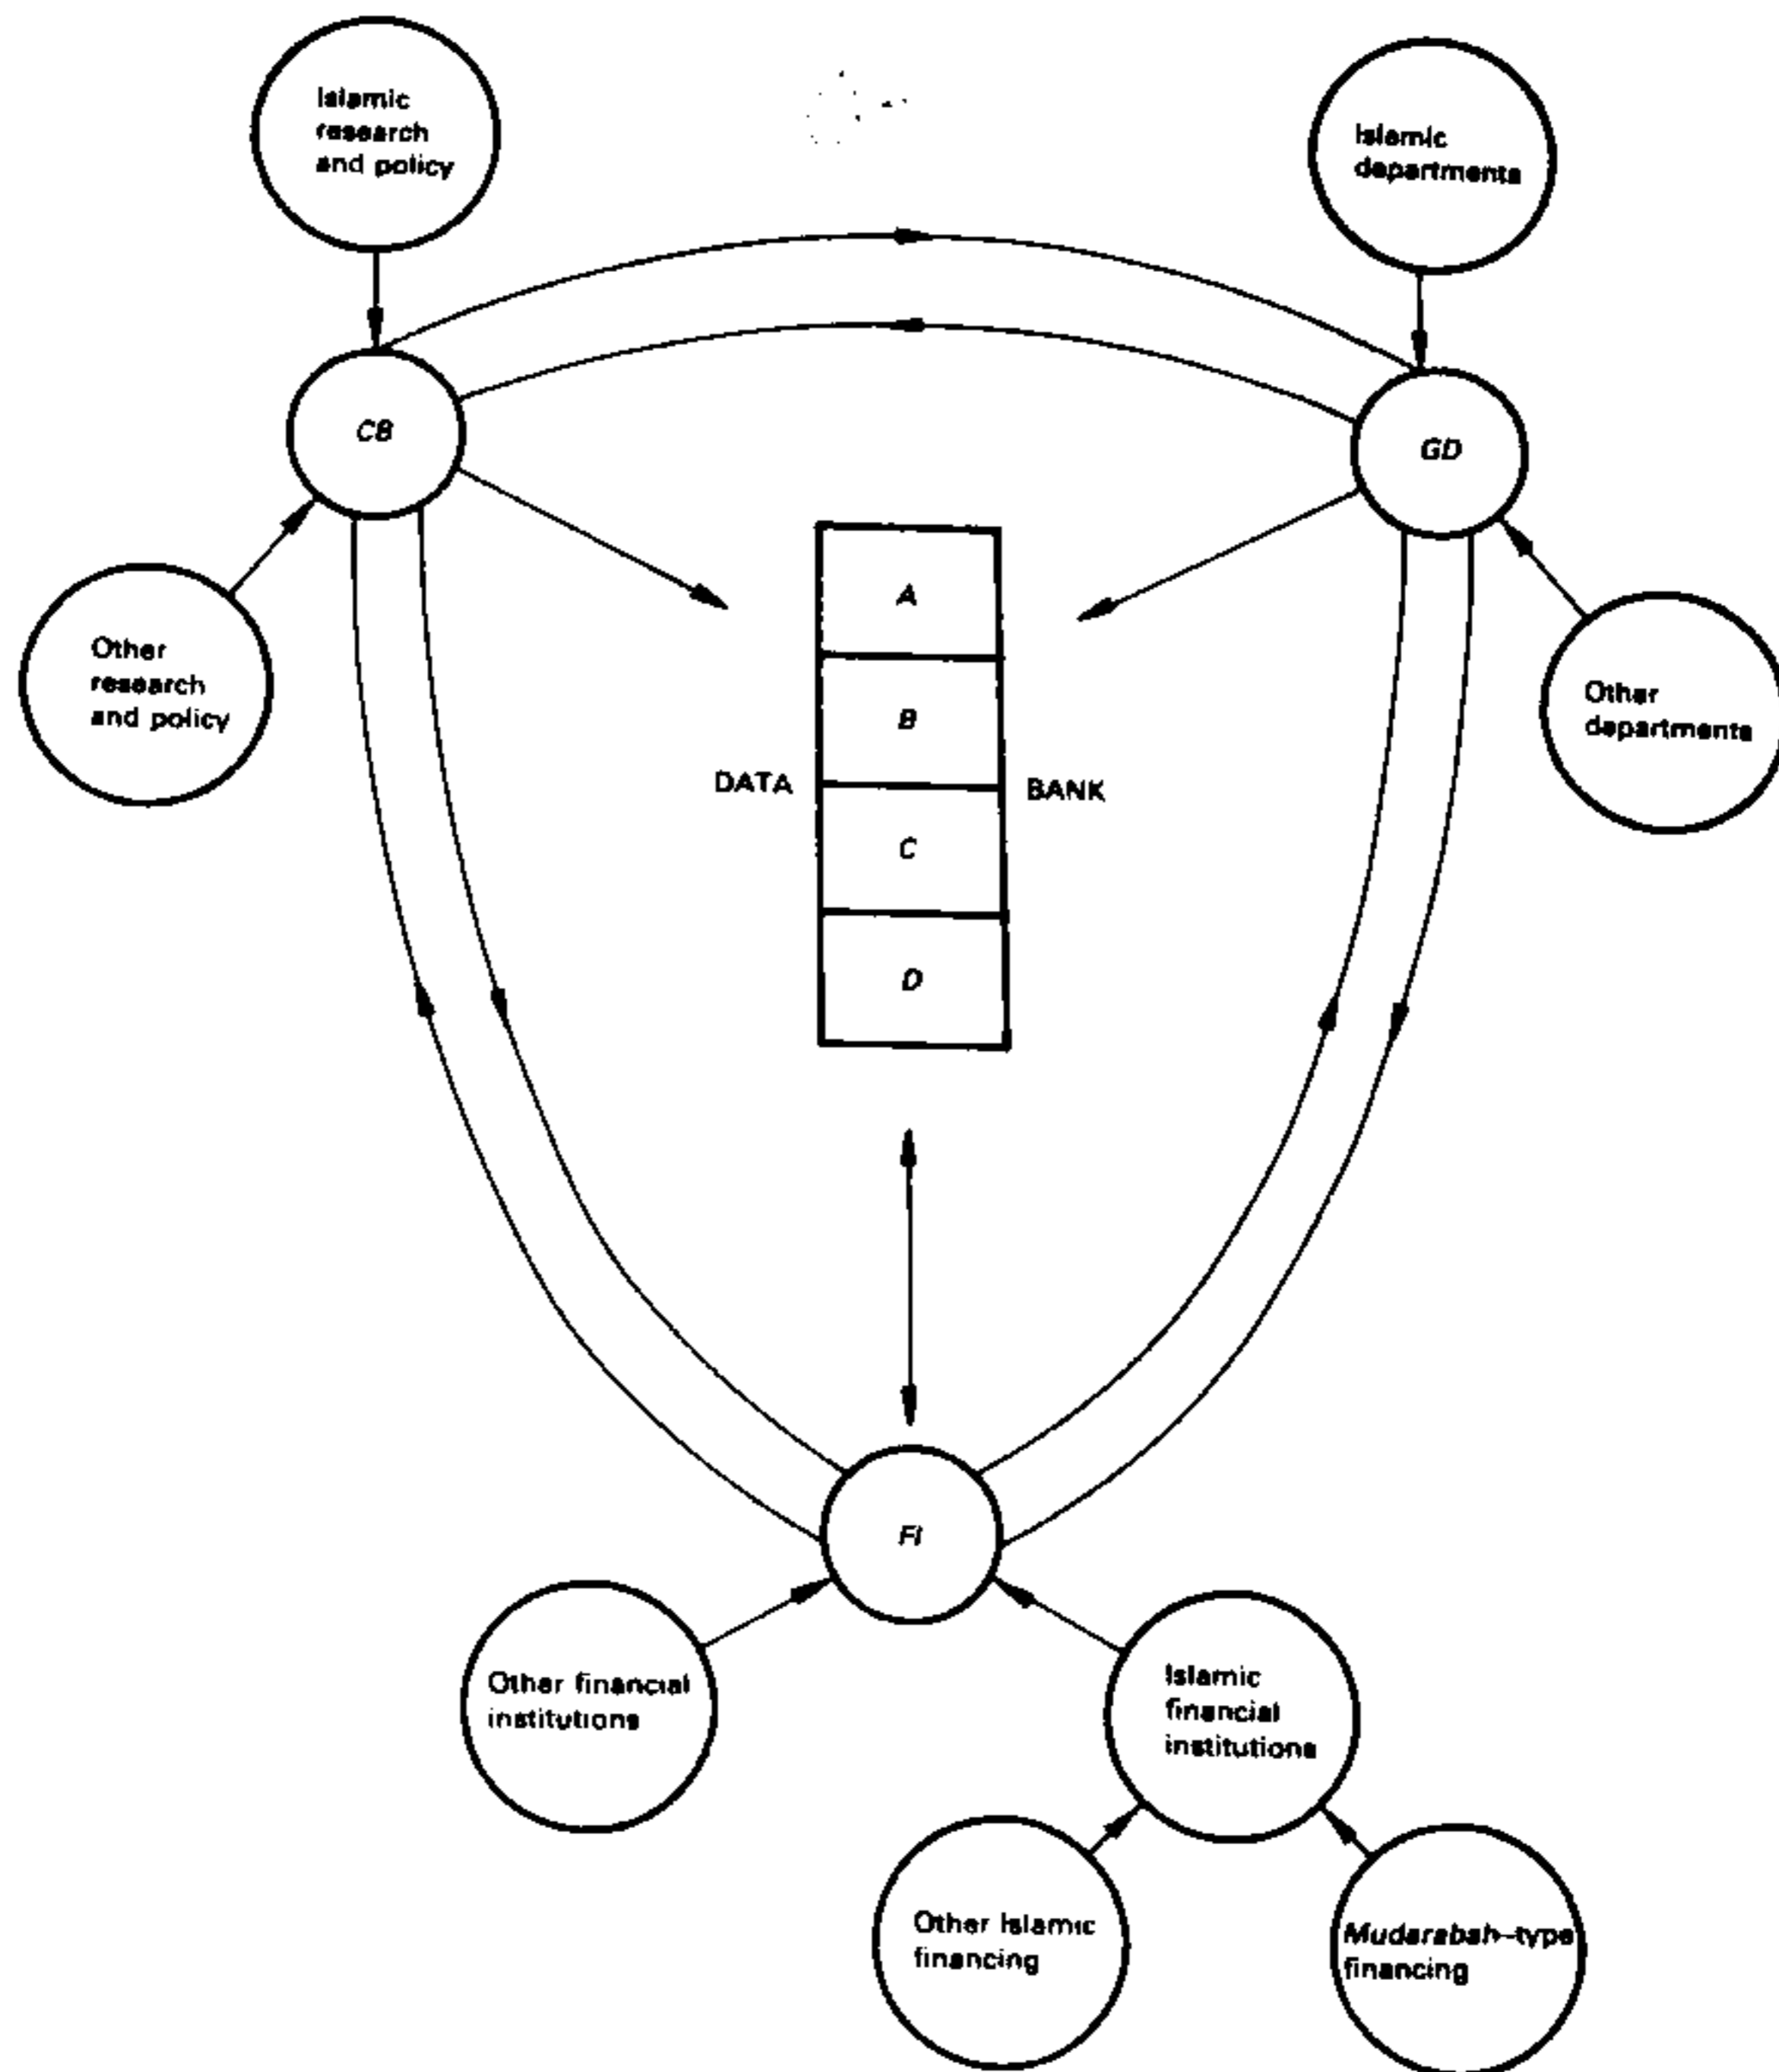 Islamic
research
and policy
Islamic
departments
CB
GD
A
Other
research
and policy
Other
departments
B
DATA
BANK
C
D
FI
Other financial
institutions
Islamic
financial
institutions
Other Islamic
financing
Mudarabah-type
financing